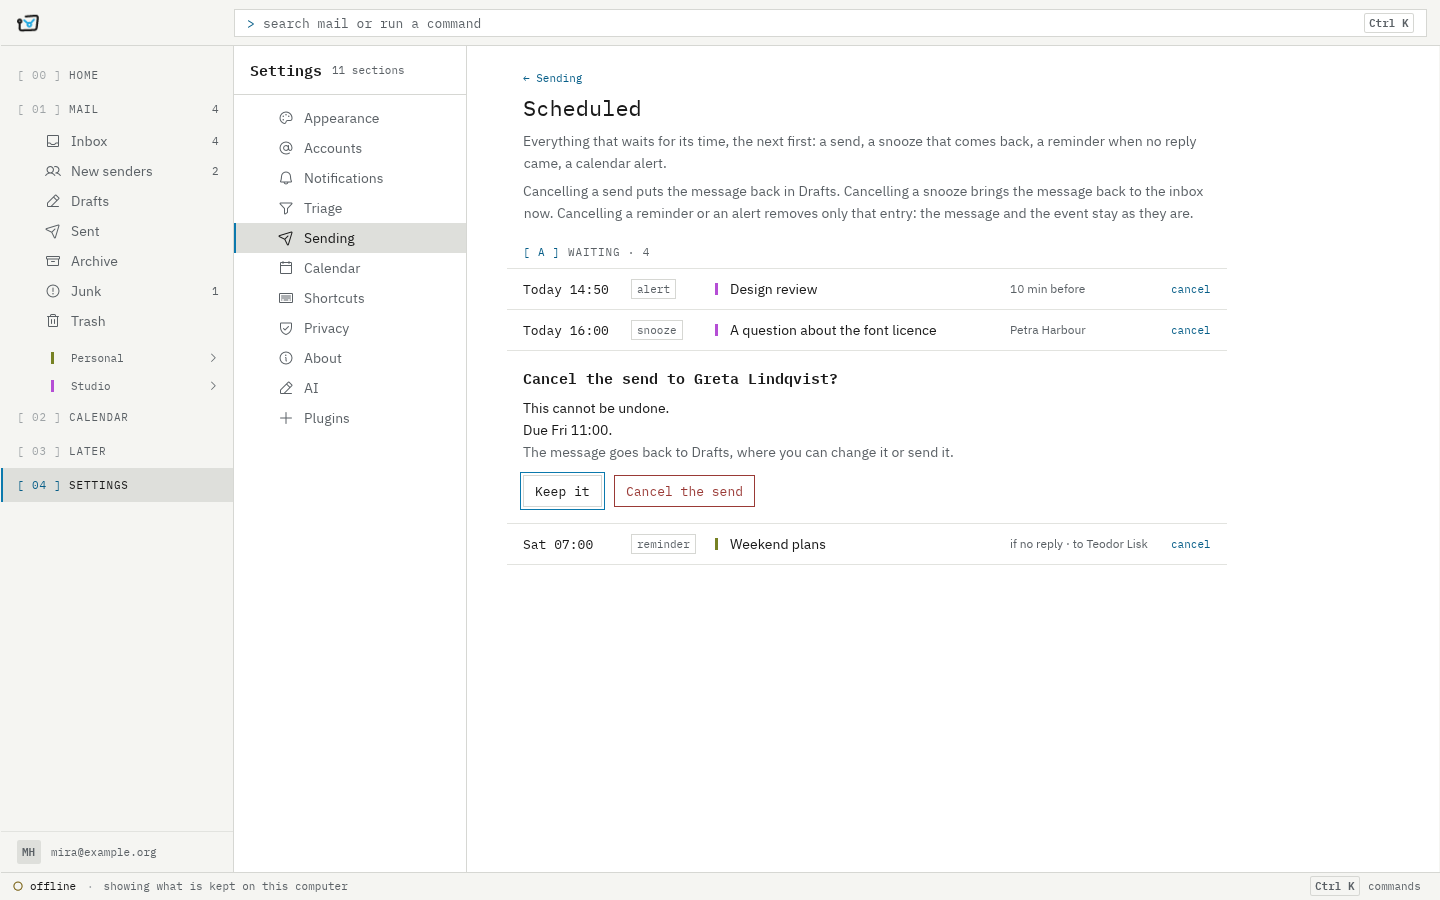 > search mail or run a command
Ctrl K
[ 00 ] HOME
[ 01 ] MAIL 4
Inbox 4
New senders 2
Drafts
Sent
Archive
Junk 1
Trash
Personal
Studio
[ 02 ] CALENDAR
[ 03 ] LATER
[ 04 ] SETTINGS
MH mira@example.org
Settings 11 sections
Appearance
Accounts
Notifications
Triage
Sending
Calendar
Shortcuts
Privacy
About
AI
Plugins
← Sending
Scheduled
Everything that waits for its time, the next first: a send, a snooze that comes back, a reminder when no reply
came, a calendar alert.
Cancelling a send puts the message back in Drafts. Cancelling a snooze brings the message back to the inbox
now. Cancelling a reminder or an alert removes only that entry: the message and the event stay as they are.
[ A ] WAITING · 4
Today 14:50 alert Design review 10 min before cancel
Today 16:00 snooze A question about the font licence Petra Harbour cancel
Cancel the send to Greta Lindqvist?
This cannot be undone.
Due Fri 11:00.
The message goes back to Drafts, where you can change it or send it.
Keep it Cancel the send
Sat 07:00 reminder Weekend plans if no reply · to Teodor Lisk cancel
offline · showing what is kept on this computer
Ctrl K commands